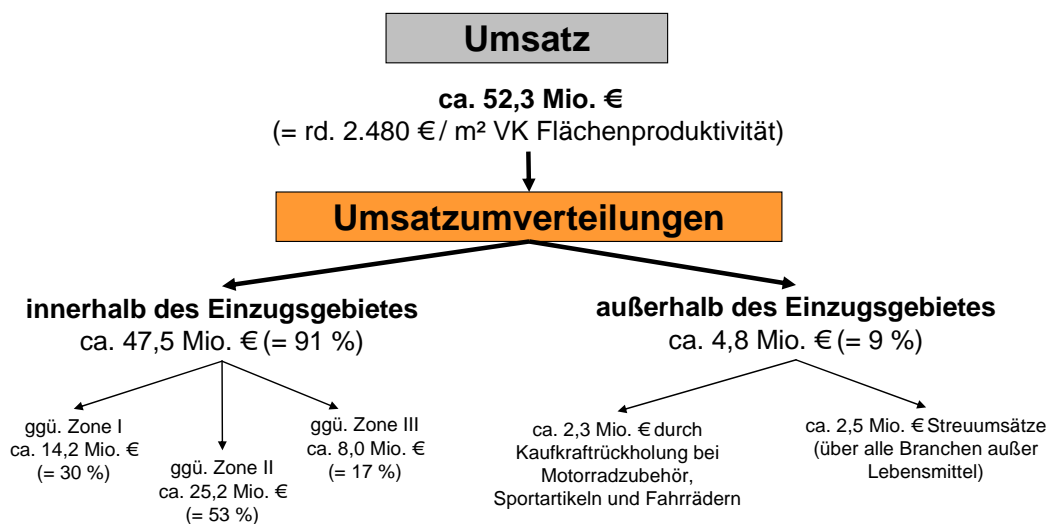 Umsatz
ca. 52,3 Mio. €
(= rd. 2.480 € / m² VK Flächenproduktivität)
Umsatzumverteilungen
innerhalb des Einzugsgebietes
ca. 47,5 Mio. € (= 91 %)
außerhalb des Einzugsgebietes
ca. 4,8 Mio. € (= 9 %)
ggü. Zone I
ca. 14,2 Mio. €
(= 30 %)
ggü. Zone II
ca. 25,2 Mio. €
(= 53 %)
ggü. Zone III
ca. 8,0 Mio. €
(= 17 %)
ca. 2,3 Mio. € durch
Kaufkraftrückholung bei
Motorradzubehör,
Sportartikeln und Fahrrädern
ca. 2,5 Mio. € Streuumsätze
(über alle Branchen außer
Lebensmittel)